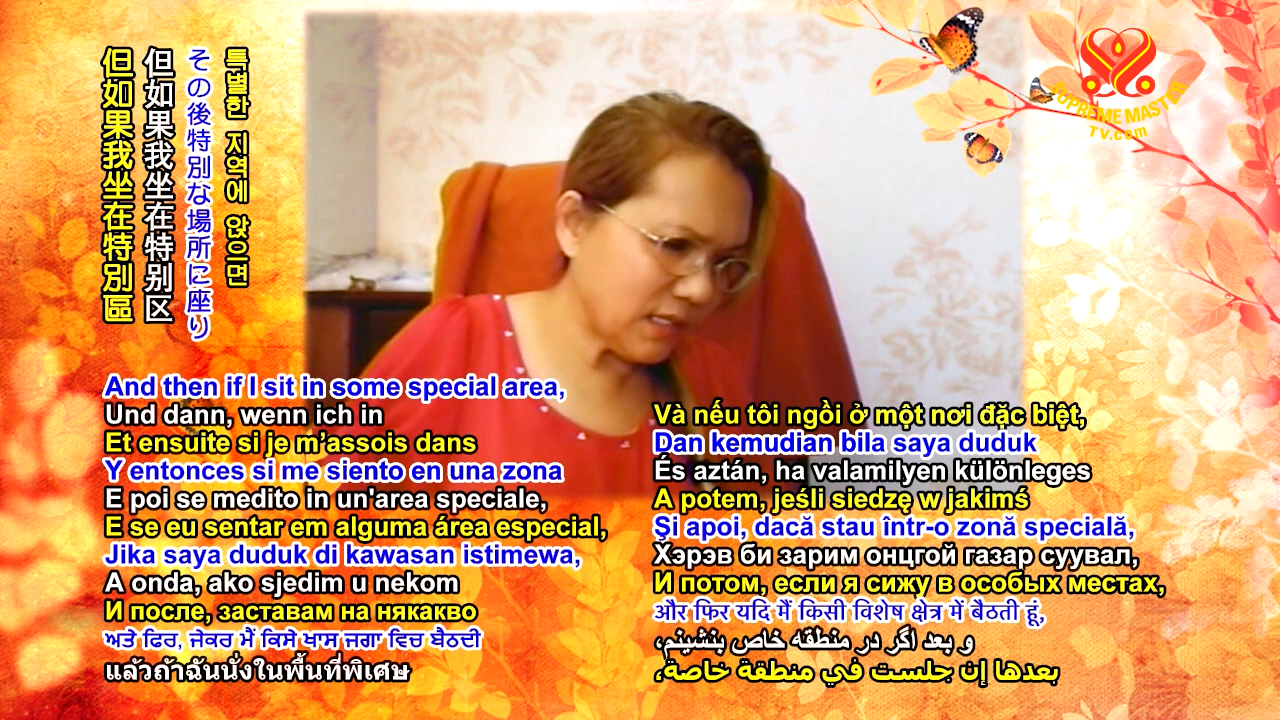 但如果我坐在特別區
但如果我坐在特别区
その後特別な場所に座り
특별한 지역에 앉으면
SUPREME MASTER
TV.com
And then if I sit in some special area,
Und dann, wenn ich in
Et ensuite si je m’assois dans
Y entonces si me siento en una zona
E poi se medito in un'area speciale,
E se eu sentar em alguma área especial,
Jika saya duduk di kawasan istimewa,
A onda, ako sjedim u nekom
И после, заставам на някакво
ਅਤੇ ਫਿਰ, ਜੇਕਰ ਮੈਂ ਕਿਸੇ ਖਾਸ ਜਗਾ ਵਿਚ ਬੈਠਦੀ
แล้วถ้าฉันนั่งในพื้นที่พิเศษ
Và nếu tôi ngồi ở một nơi đặc biệt,
Dan kemudian bila saya duduk
És aztán, ha valamilyen különleges
A potem, jeśli siedzę w jakimś
Şi apoi, dacă stau într-o zonă specială,
Хэрэв би зарим онцгой газар суувал,
И потом, если я сижу в особых местах,
और फिर यदि मैं किसी विशेष क्षेत्र में बैठती हूं,
و بعد اگر در منطقه خاص بنشینم،
بعدها إن جلست في منطقة خاصة،